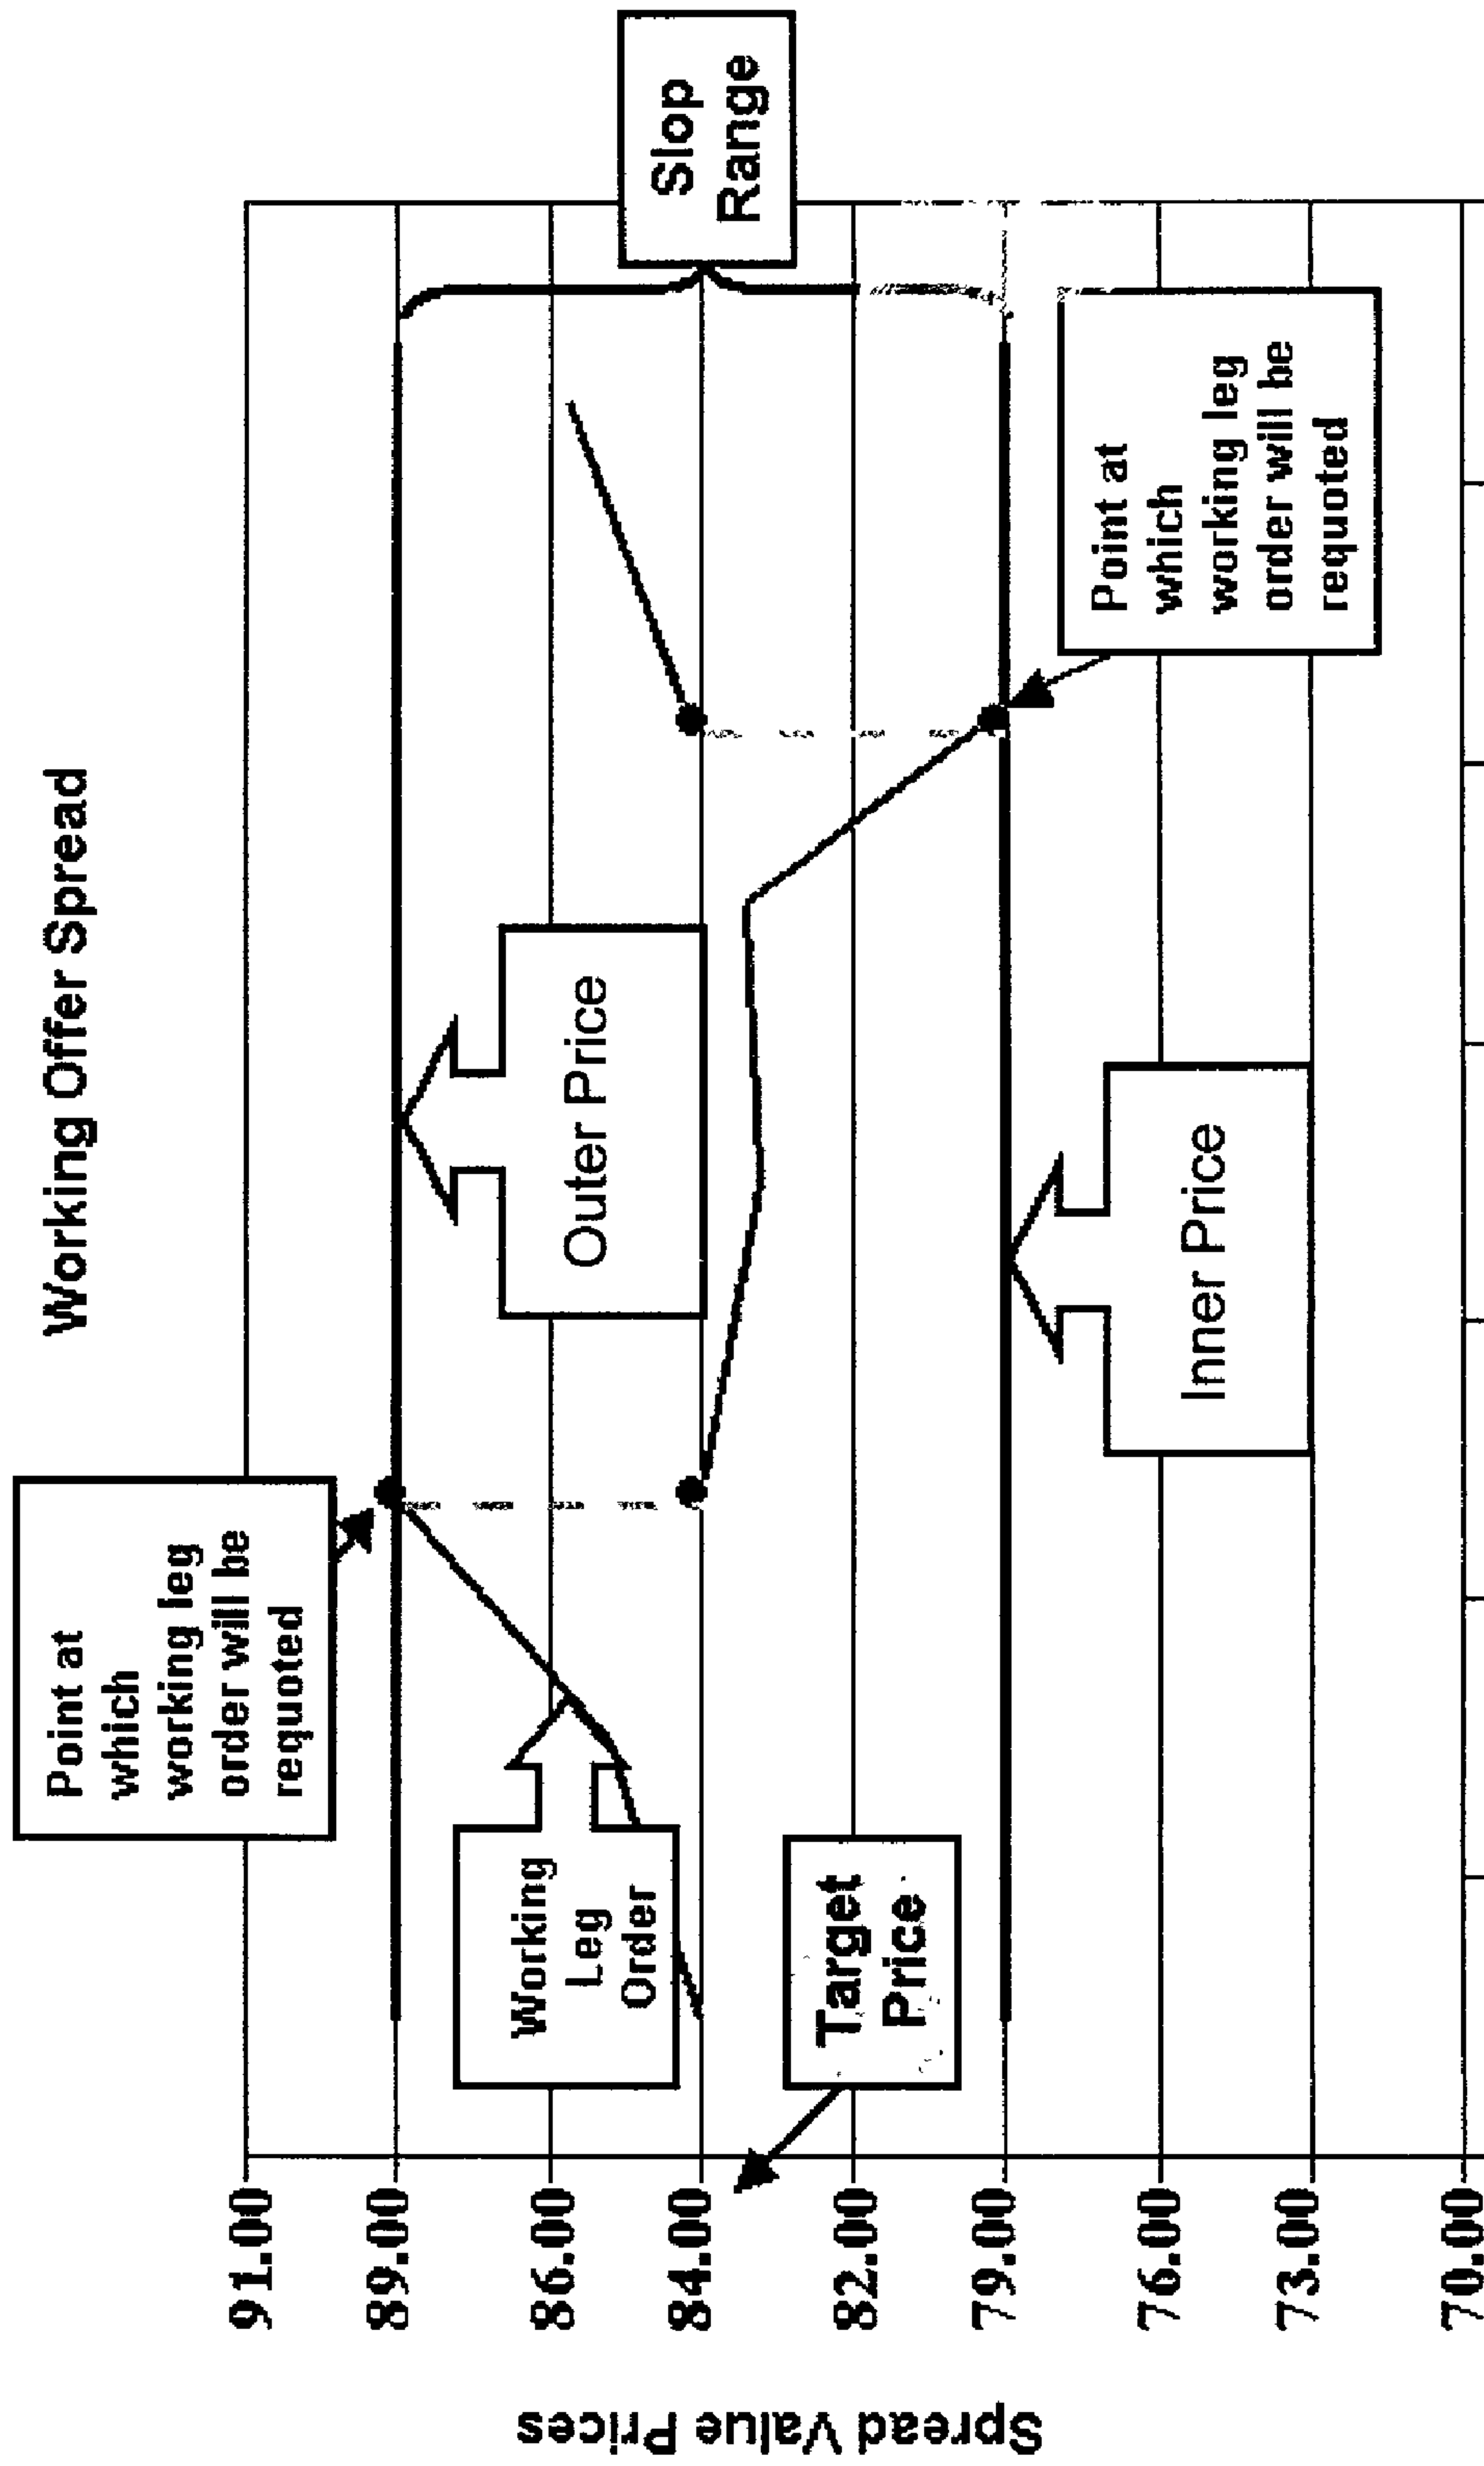 Working Offer Spread
Point at
which
working leg
order will be
requoted
Working
Leg
Order
Outer Price
Slop
Range
Target
Price
Inner Price
Point at
which
working leg
order will be
requoted
Spread Value Prices
91.00
89.00
86.00
84.00
82.00
79.00
76.00
73.00
70.00